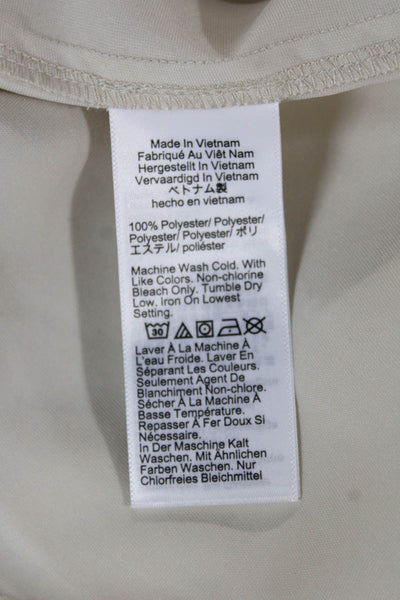 Made In Vietnam
Fabriqué Au Viêt Nam
Hergestellt In Vietnam
Vervaardigd In Vietnam
ベトナム製
hecho en vietnam
100% Polyester/ Polyester/
Polyester/ Polyester/ ポリ
エステル/ poliéster
Machine Wash Cold. With
Like Colors. Non-chlorine
Bleach Only. Tumble Dry
Low. Iron On Lowest
Setting.
30
Laver À La Machine À
L'eau Froide. Laver En
Séparant Les Couleurs.
Seulement Agent De
Blanchiment Non-chlore.
Sécher À La Machine À
Basse Température.
Repasser À Fer Doux Si
Nécessaire.
In Der Maschine Kalt
Waschen. Mit Ähnlichen
Farben Waschen. Nur
Chlorfreies Bleichmittel